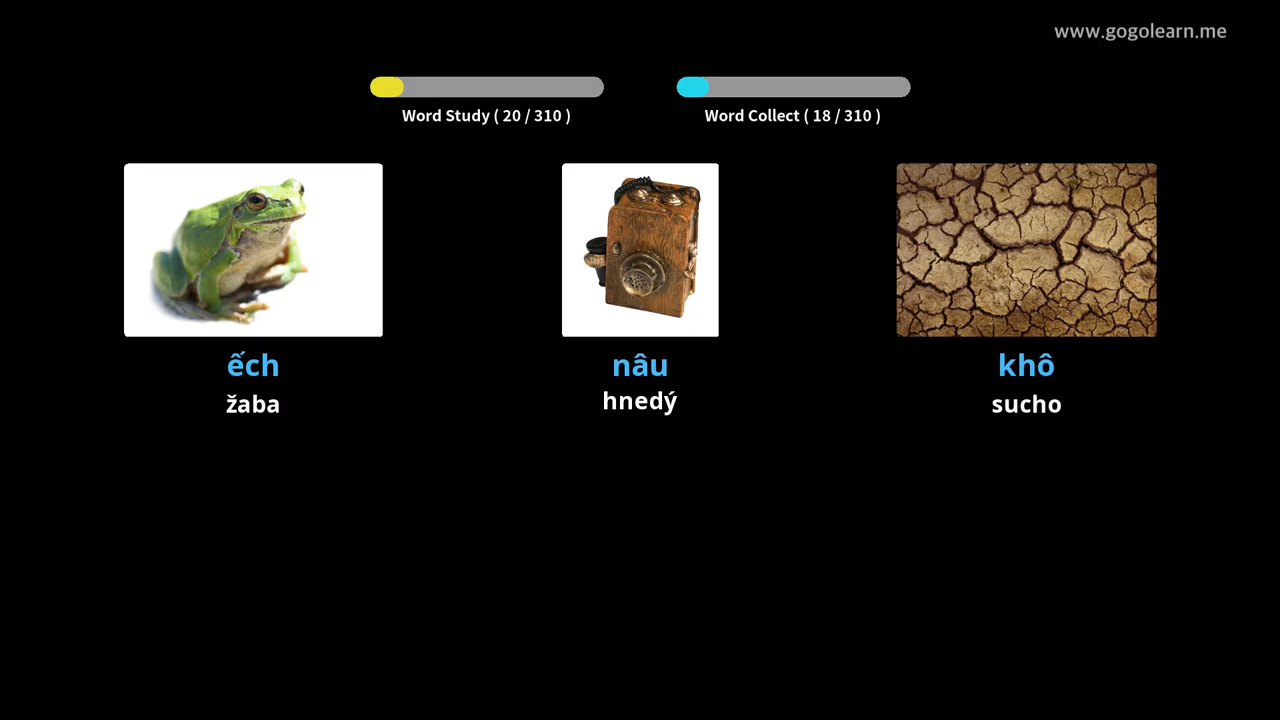 www.gogolearn.me
Word Study ( 20 / 310 )
Word Collect ( 18 / 310 )
ếch
nâu
khô
žaba
hnedý
sucho